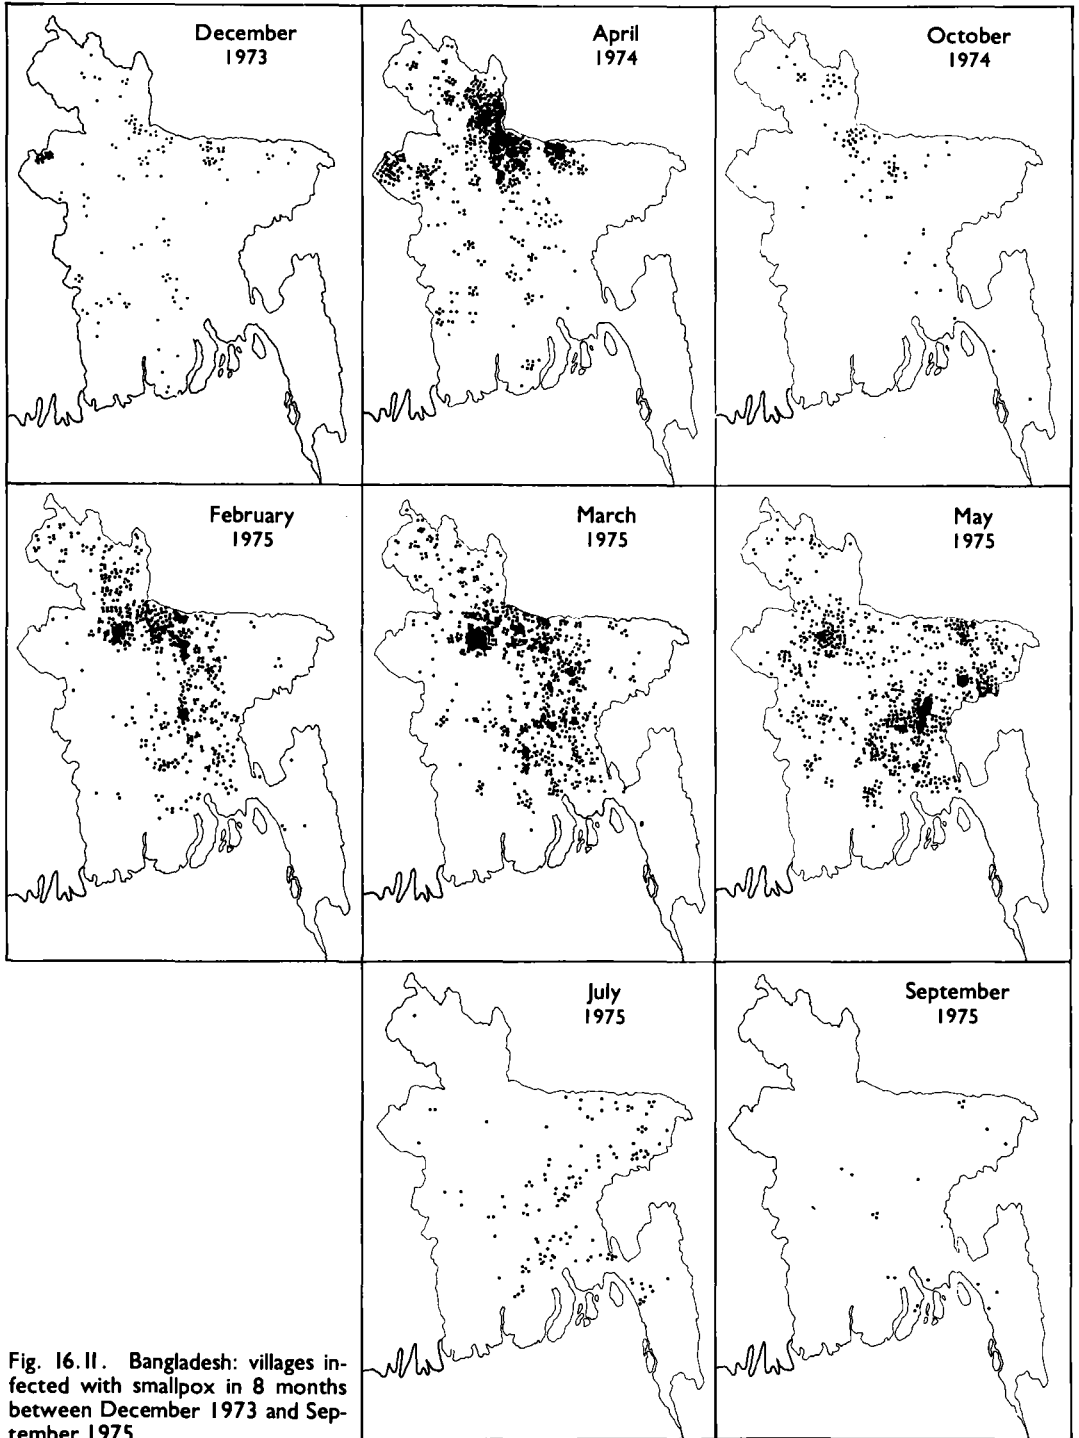 December
1973
April
1974
October
1974
February
1975
March
1975
May
1975
July
1975
September
1975
Fig. 16.11. Bangladesh: villages in-
fected with smallpox in 8 months
between December 1973 and Sep-
tember 1975